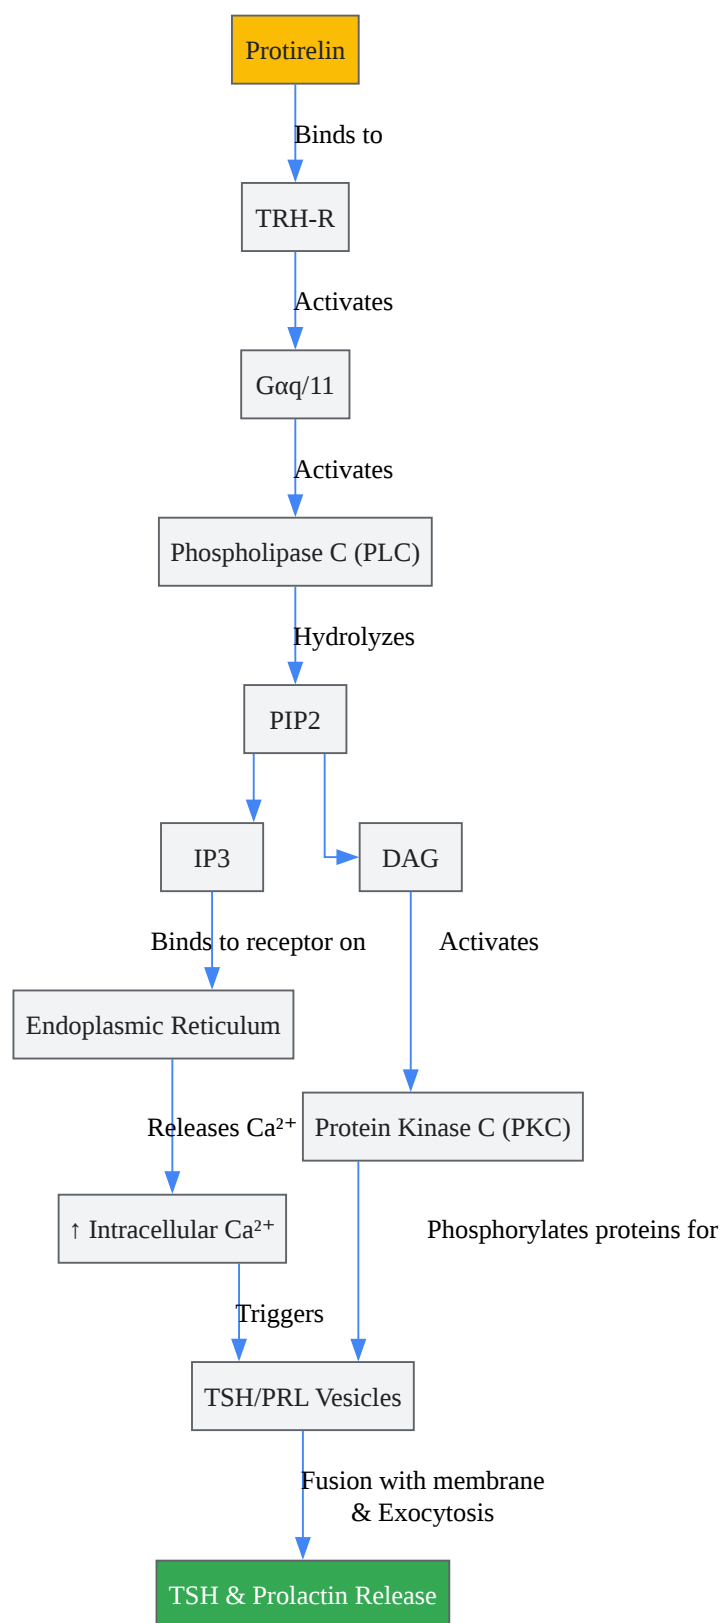 Protirelin
Binds to
TRH-R
Activates
Gαq/11
Activates
Phospholipase C (PLC)
Hydrolyzes
PIP2
IP3
DAG
Binds to receptor on
Activates
Endoplasmic Reticulum
Releases Ca²⁺
Protein Kinase C (PKC)
↑ Intracellular Ca²⁺
Phosphorylates proteins for
Triggers
TSH/PRL Vesicles
Fusion with membrane
& Exocytosis
TSH & Prolactin Release